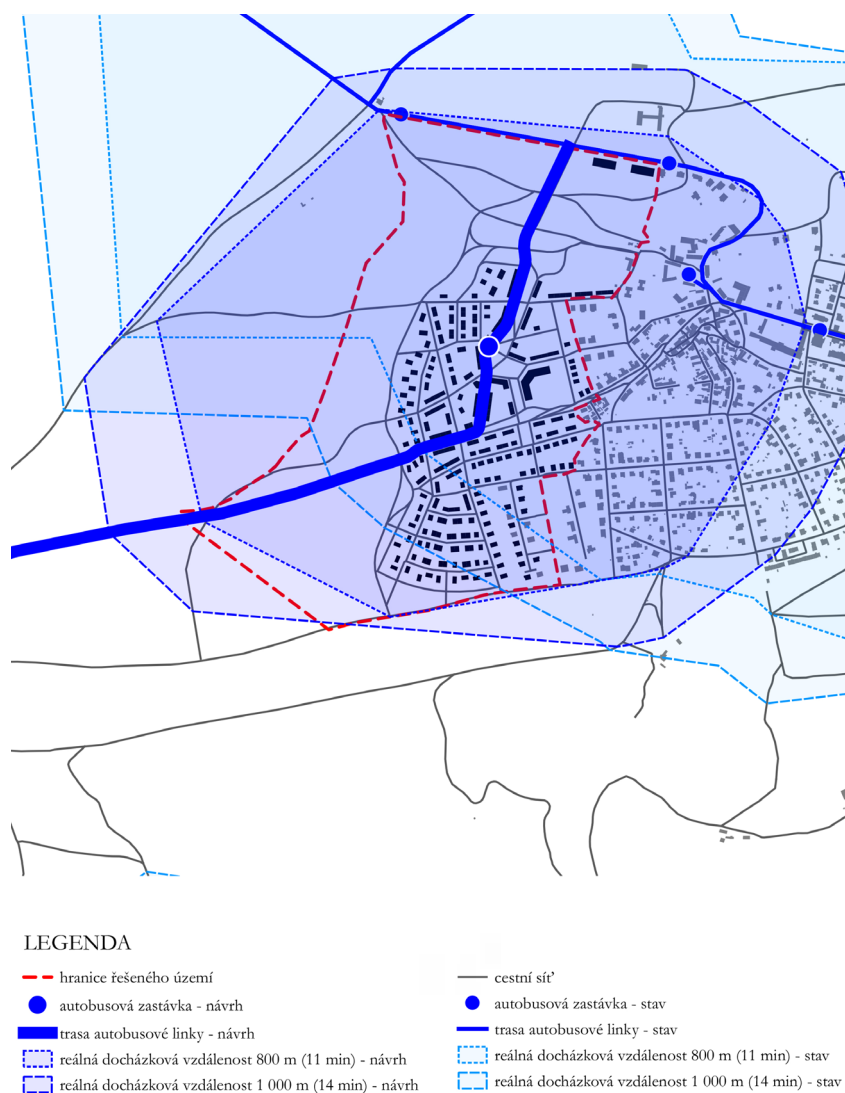 LEGENDA
hranice řešeného území
autobusová zastávka - návrh
trasa autobusové linky - návrh
reálná docházková vzdálenost 800 m (11 min) - návrh
reálná docházková vzdálenost 1 000 m (14 min) - návrh
cestní síť
autobusová zastávka - stav
trasa autobusové linky - stav
reálná docházková vzdálenost 800 m (11 min) - stav
reálná docházková vzdálenost 1 000 m (14 min) - stav